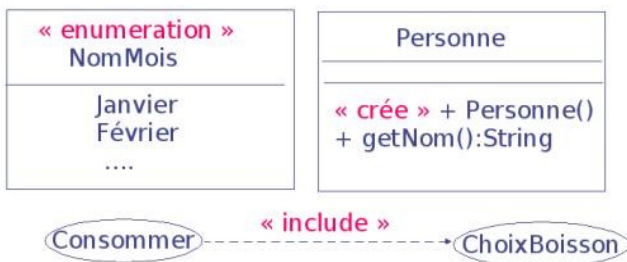 « enumeration »
NomMois
Janvier
Février
....
Personne
« crée » + Personne()
+ getNom():String
« include »
Consommer
ChoixBoisson